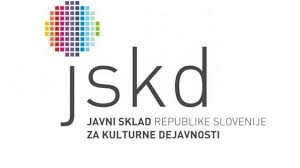 jskd
JAVNI SKLAD REPUBLIKE SLOVENIJE
ZA KULTURNE DEJAVNOSTI